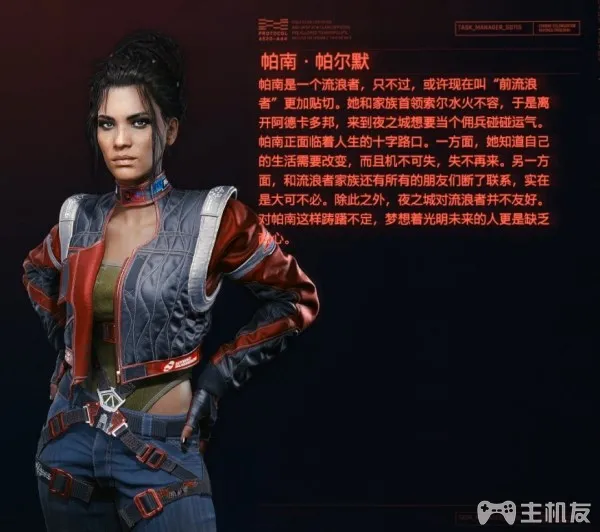 PROTOCOL
TASK_MANAGER_
帕南·帕尔默
帕南是一个流浪者，只不过，或许现在叫“前流浪
者”更加贴切。她和家族首领索尔水火不容，于是离
开阿德卡多邦，来到夜之城想要当个佣兵碰碰运气。
帕南正面临着人生的十字路口。一方面，她知道自己
的生活需要改变，而且机不可失，失不再来。另一方
面，和流浪者家族还有所有的朋友们断了联系，实在
是大可不必。除此之外，夜之城对流浪者并不友好。
对帕南这样踌躇不定，梦想着光明未来的人更是缺乏
心。
主机友